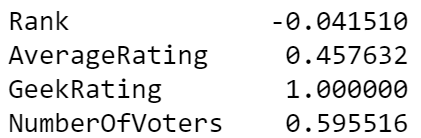 Rank -0.041510
AverageRating 0.457632
GeekRating 1.000000
NumberOfVoters 0.595516